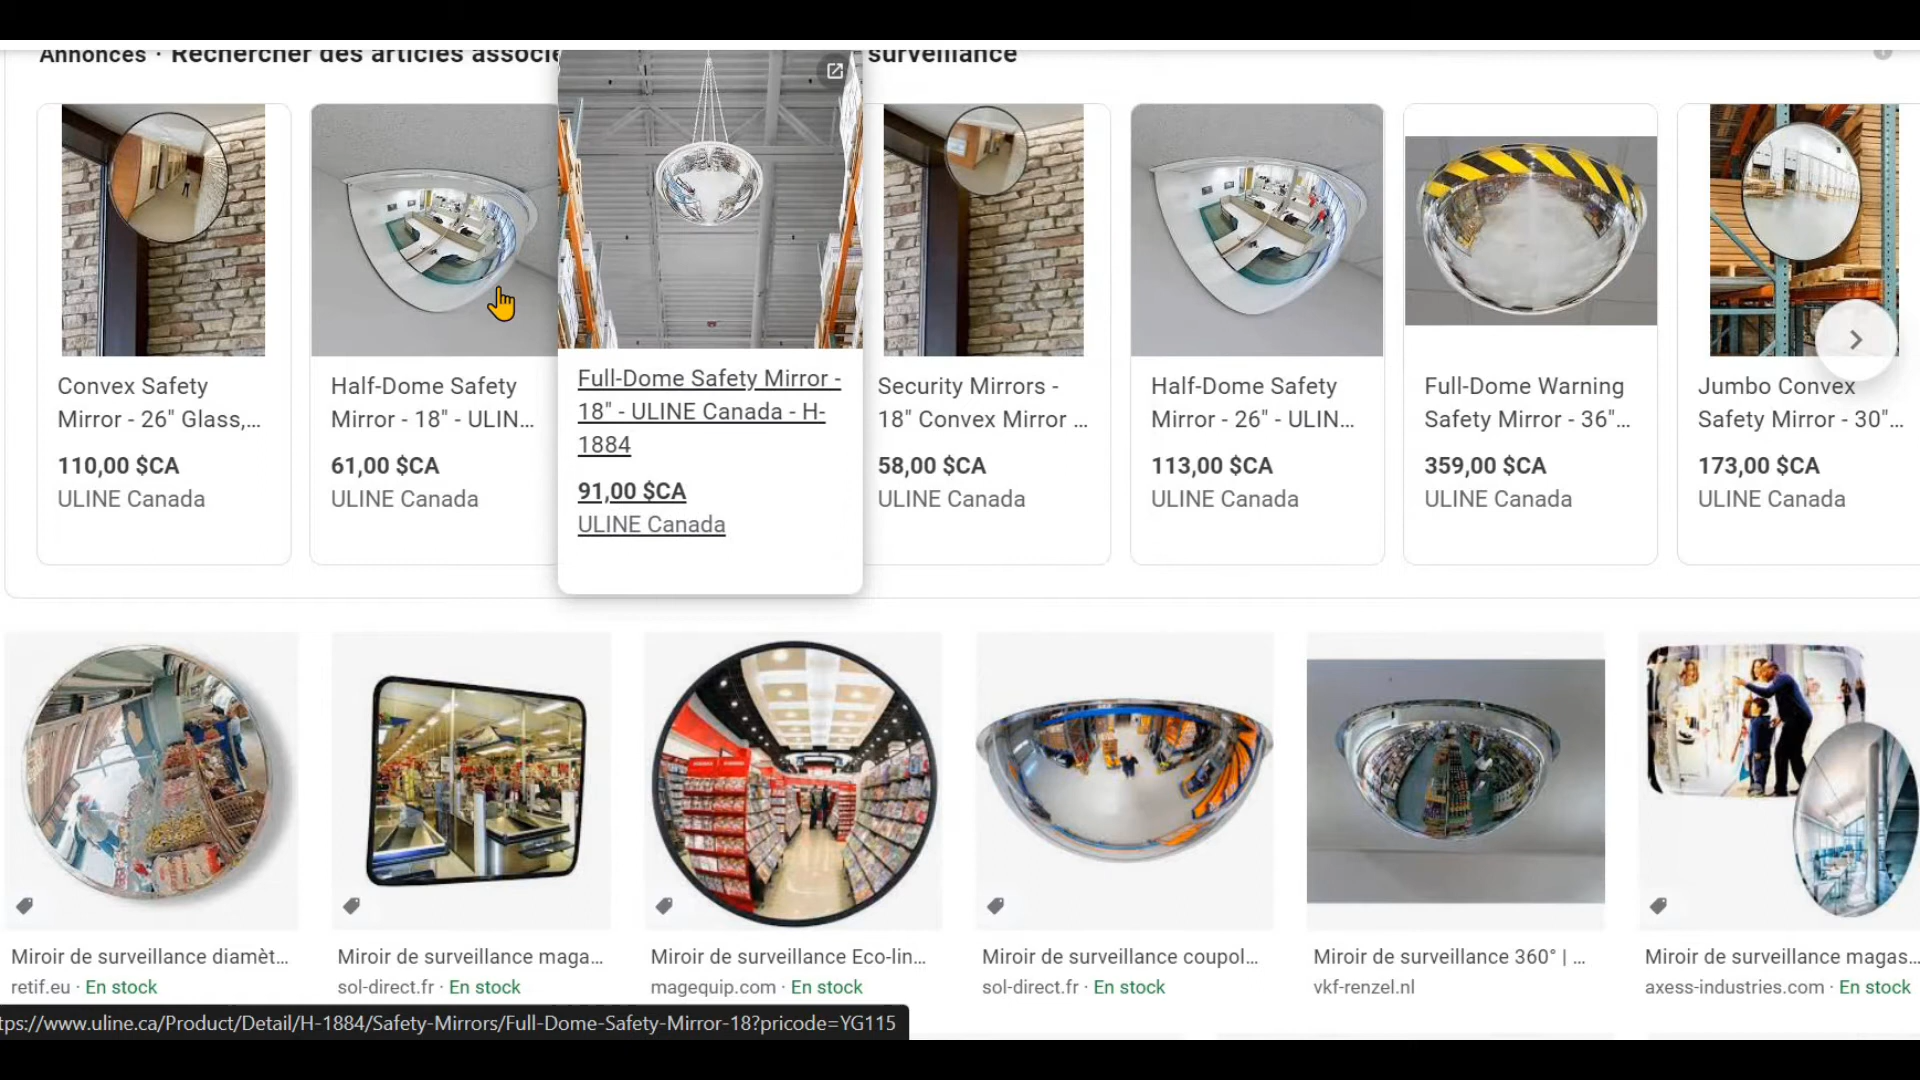 Annonces · Rechercher des articles associé
surveillance
Convex Safety
Mirror - 26" Glass,...
110,00 $CA
ULINE Canada
Half-Dome Safety
Mirror - 18" - ULIN...
61,00 $CA
ULINE Canada
Full-Dome Safety Mirror -
18" - ULINE Canada - H-
1884
91,00 $CA
ULINE Canada
Security Mirrors -
18" Convex Mirror ...
58,00 $CA
ULINE Canada
Half-Dome Safety
Mirror - 26" - ULIN...
113,00 $CA
ULINE Canada
Full-Dome Warning
Safety Mirror - 36"...
359,00 $CA
ULINE Canada
Jumbo Convex
Safety Mirror - 30"...
173,00 $CA
ULINE Canada
Miroir de surveillance diamèt...
retif.eu · En stock
Miroir de surveillance maga...
sol-direct.fr · En stock
Miroir de surveillance Eco-lin...
magequip.com · En stock
Miroir de surveillance coupol...
sol-direct.fr · En stock
Miroir de surveillance 360° | ...
vkf-renzel.nl
Miroir de surveillance magas...
axess-industries.com · En stock
tps://www.uline.ca/Product/Detail/H-1884/Safety-Mirrors/Full-Dome-Safety-Mirror-18?pricode=YG115